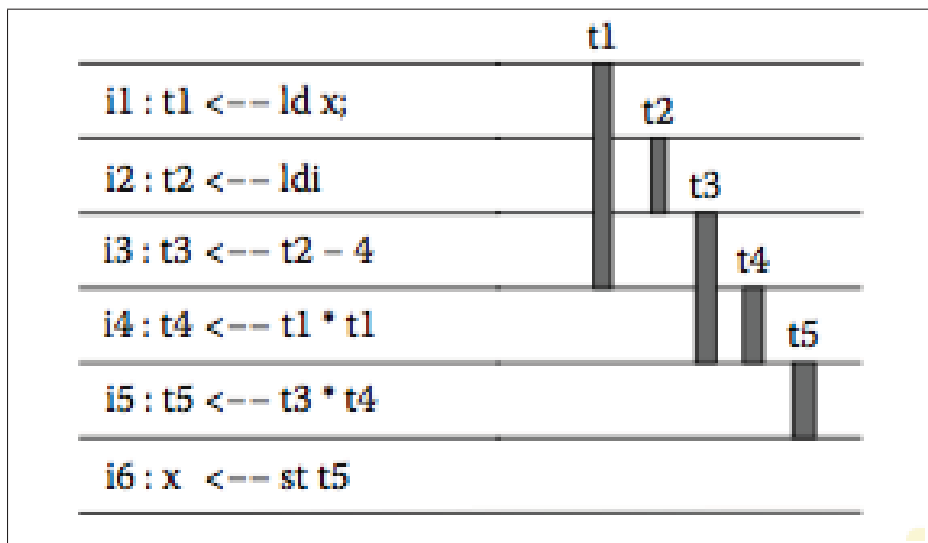 t1
i1 : t1 <-- ld x;
t2
i2 : t2 <-- ldi
t3
i3 : t3 <-- t2 - 4
t4
i4 : t4 <-- t1 * t1
t5
i5 : t5 <-- t3 * t4
i6 : x <-- st t5